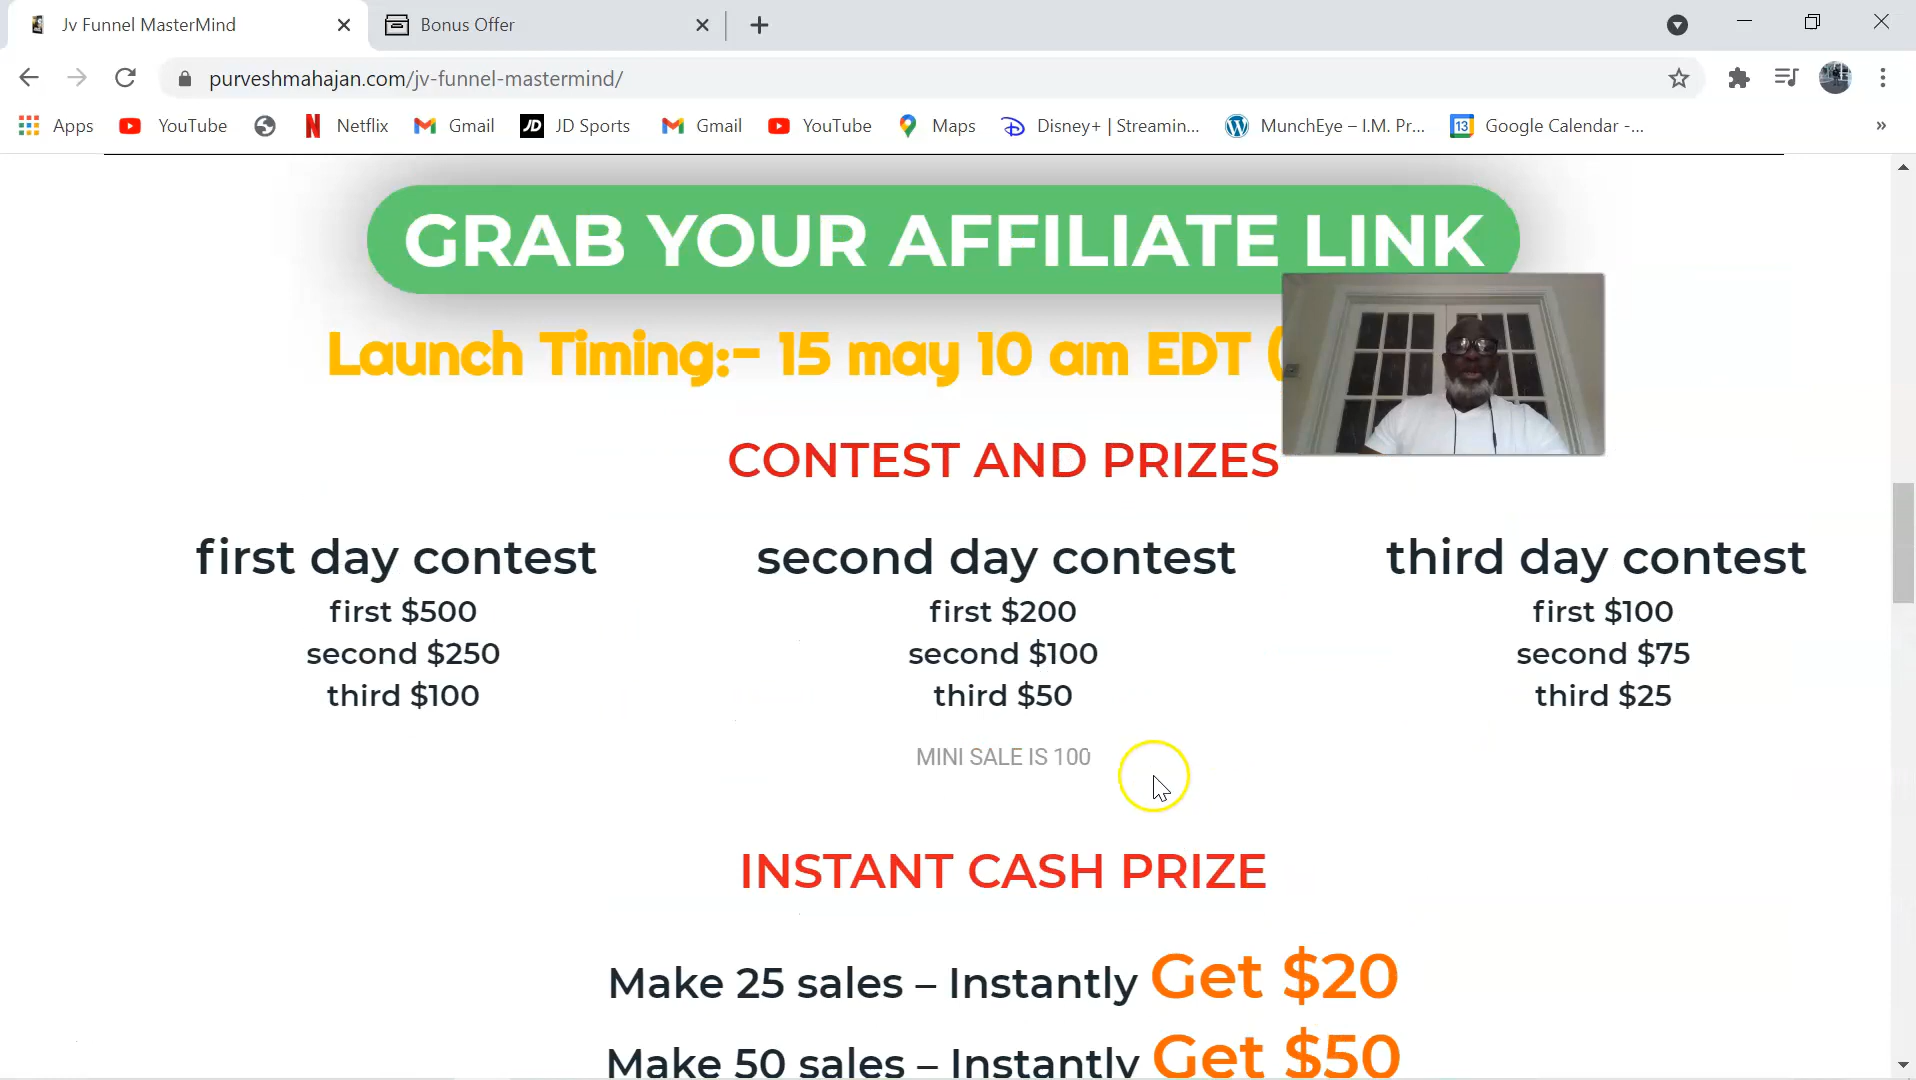 Jv Funnel MasterMind
Bonus Offer
purveshmahajan.com/jv-funnel-mastermind/
Apps
YouTube
Netflix
Gmail
JD
JD Sports
Gmail
YouTube
Maps
Disney+ | Streamin...
MunchEye – I.M. Pr...
13
Google Calendar -...
»
GRAB YOUR AFFILIATE LINK
Launch Timing:- 15 may 10 am EDT (
CONTEST AND PRIZES
first day contest
first $500
second $250
third $100
second day contest
first $200
second $100
third $50
third day contest
first $100
second $75
third $25
MINI SALE IS 100
INSTANT CASH PRIZE
Make 25 sales – Instantly Get $20
Make 50 sales – Instantly Get $50